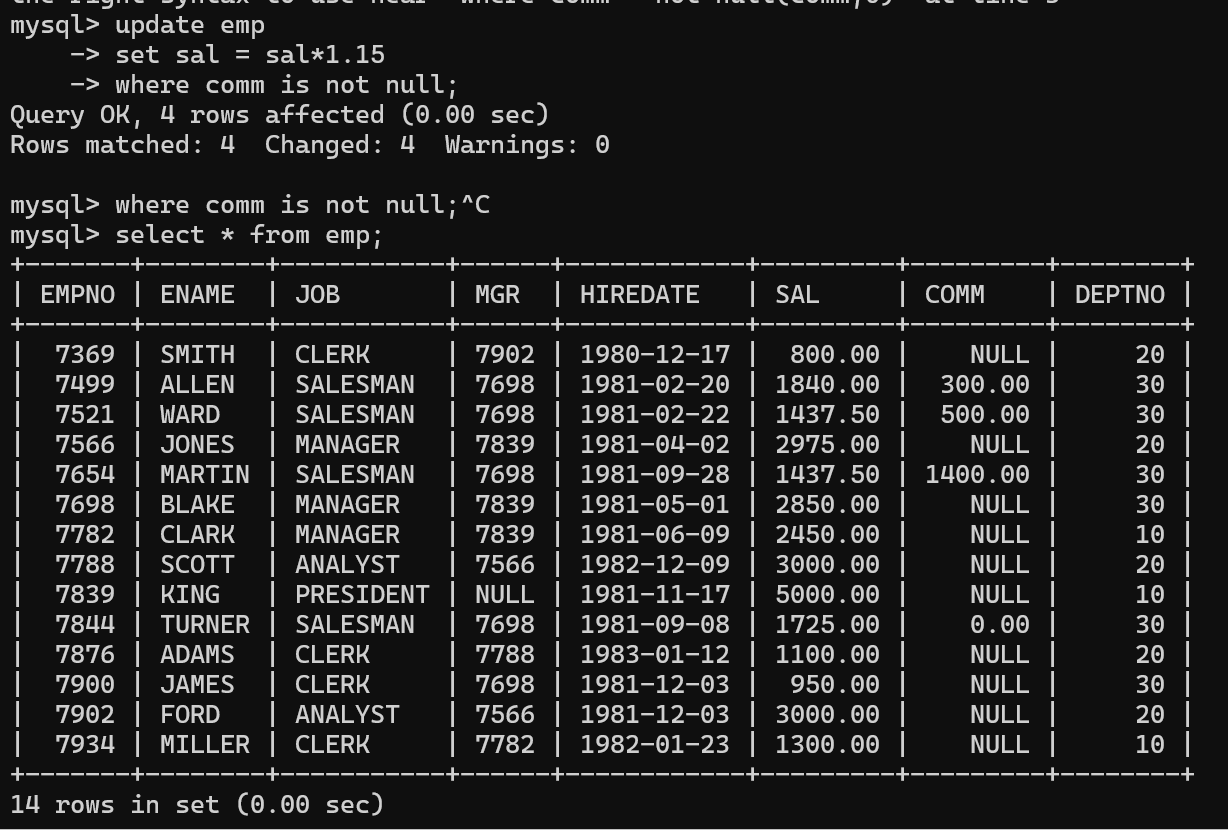 the right syntax to use near 'where comm
mysql> update emp
    -> set sal = sal*1.15
    -> where comm is not null;
Query OK, 4 rows affected (0.00 sec)
Rows matched: 4  Changed: 4  Warnings: 0
mysql> where comm is not null;^C
mysql> select * from emp;
+-------+--------+-----------+------+------------+---------+---------+--------+
| EMPNO | ENAME  | JOB       | MGR  | HIREDATE   | SAL     | COMM    | DEPTNO |
+-------+--------+-----------+------+------------+---------+---------+--------+
|  7369 | SMITH  | CLERK     | 7902 | 1980-12-17 |  800.00 |    NULL |     20 |
|  7499 | ALLEN  | SALESMAN  | 7698 | 1981-02-20 | 1840.00 |  300.00 |     30 |
|  7521 | WARD   | SALESMAN  | 7698 | 1981-02-22 | 1437.50 |  500.00 |     30 |
|  7566 | JONES  | MANAGER   | 7839 | 1981-04-02 | 2975.00 |    NULL |     20 |
|  7654 | MARTIN | SALESMAN  | 7698 | 1981-09-28 | 1437.50 | 1400.00 |     30 |
|  7698 | BLAKE  | MANAGER   | 7839 | 1981-05-01 | 2850.00 |    NULL |     30 |
|  7782 | CLARK  | MANAGER   | 7839 | 1981-06-09 | 2450.00 |    NULL |     10 |
|  7788 | SCOTT  | ANALYST   | 7566 | 1982-12-09 | 3000.00 |    NULL |     20 |
|  7839 | KING   | PRESIDENT | NULL | 1981-11-17 | 5000.00 |    NULL |     10 |
|  7844 | TURNER | SALESMAN  | 7698 | 1981-09-08 | 1725.00 |    0.00 |     30 |
|  7876 | ADAMS  | CLERK     | 7788 | 1983-01-12 | 1100.00 |    NULL |     20 |
|  7900 | JAMES  | CLERK     | 7698 | 1981-12-03 |  950.00 |    NULL |     30 |
|  7902 | FORD   | ANALYST   | 7566 | 1981-12-03 | 3000.00 |    NULL |     20 |
|  7934 | MILLER | CLERK     | 7782 | 1982-01-23 | 1300.00 |    NULL |     10 |
+-------+--------+-----------+------+------------+---------+---------+--------+
14 rows in set (0.00 sec)